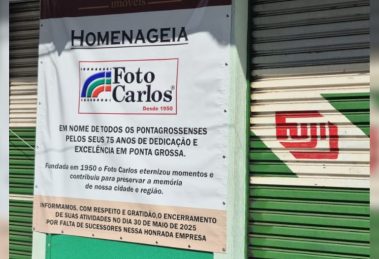 imóveis
HOMENAGEIA
Foto
Carlos®
Desde 1950
EM NOME DE TODOS OS PONTAGROSSENSES
PELOS SEUS 75 ANOS DE DEDICAÇÃO E
EXCELÊNCIA EM PONTA GROSSA.
Fundada em 1950 o Foto Carlos eternizou momentos e
contribuiu para preservar a memória
de nossa cidade e região.
INFORMAMOS, COM RESPEITO E GRATIDÃO,O ENCERRAMENTO
DE SUAS ATIVIDADES NO DIA 30 DE MAIO DE 2025
POR FALTA DE SUCESSORES NESSA HONRADA EMPRESA